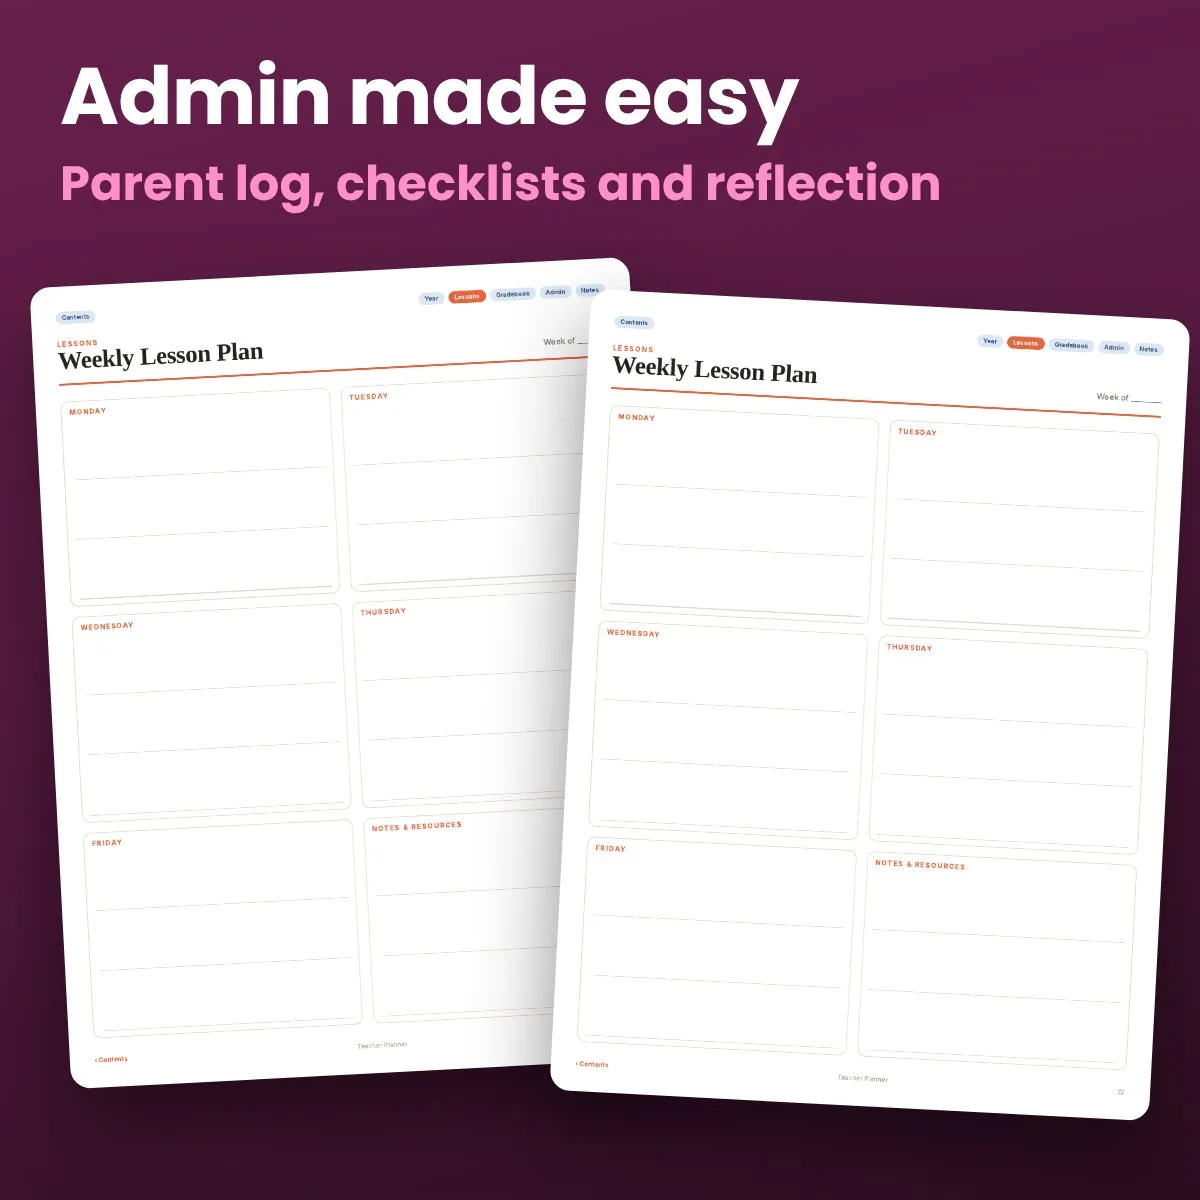 Admin made easy
Parent log, checklists and reflection
Contents
Year Lessons Gradebook Admin Notes
LESSONS
Weekly Lesson Plan
Week of __
MONDAY
TUESDAY
WEDNESDAY
THURSDAY
FRIDAY
NOTES & RESOURCES
‹ Contents
Teacher Planner
Contents
Year Lessons Gradebook Admin Notes
LESSONS
Weekly Lesson Plan
Week of ______
MONDAY
TUESDAY
WEDNESDAY
THURSDAY
FRIDAY
NOTES & RESOURCES
‹ Contents
Teacher Planner
22